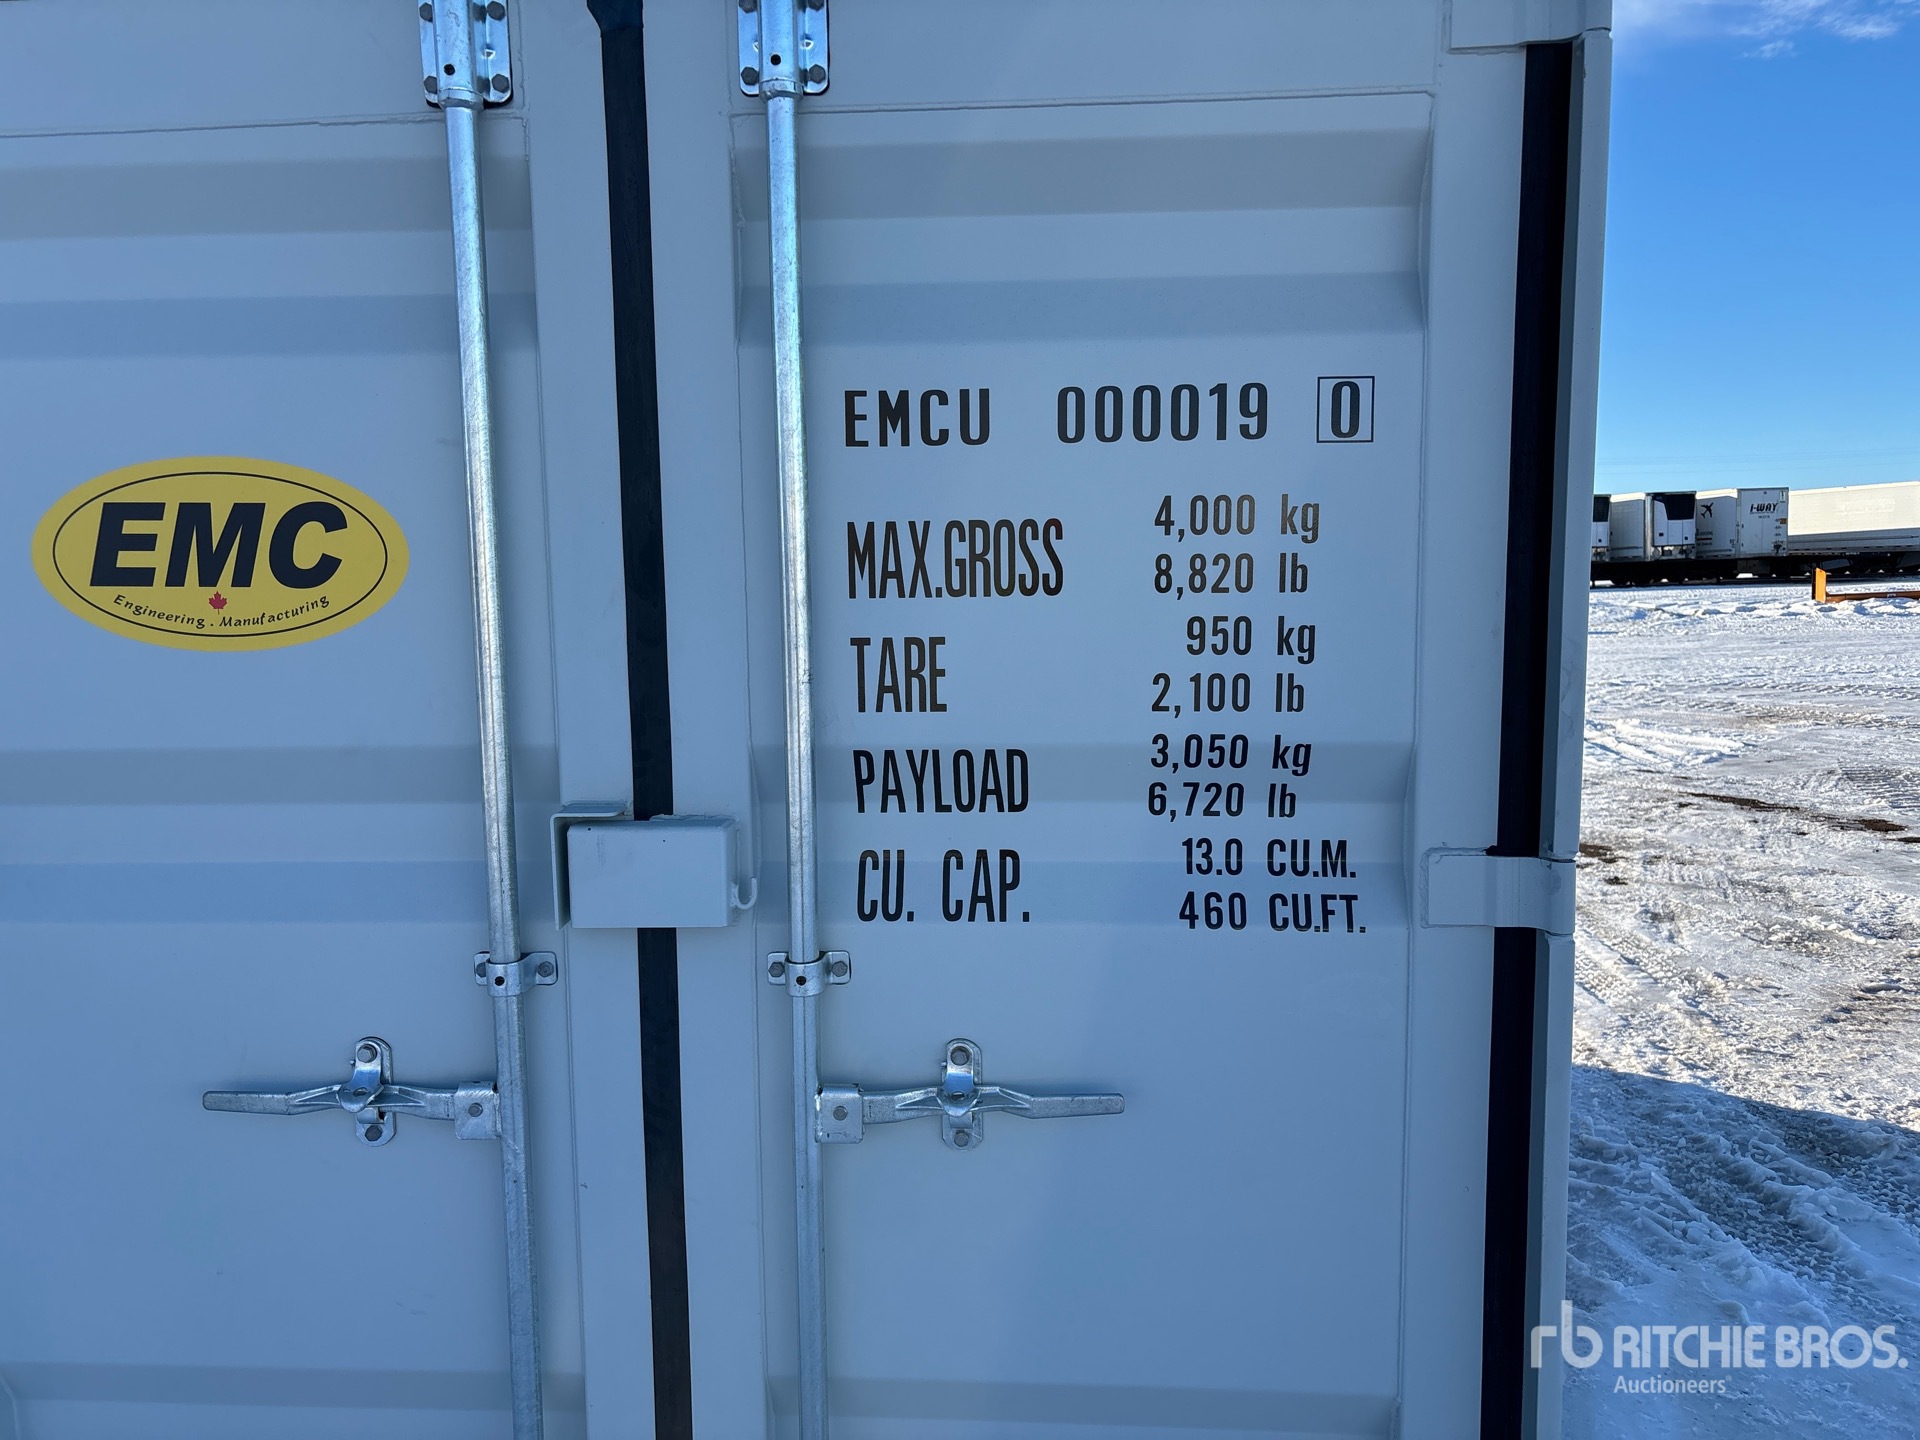 EMC
Engineering . Manufacturing
EMCU 000019 0
MAX.GROSS 4,000 kg
8,820 lb
TARE 950 kg
2,100 lb
PAYLOAD 3,050 kg
6,720 lb
CU. CAP. 13.0 CU.M.
460 CU.FT.
i-WAY
rb RITCHIE BROS.
Auctioneers